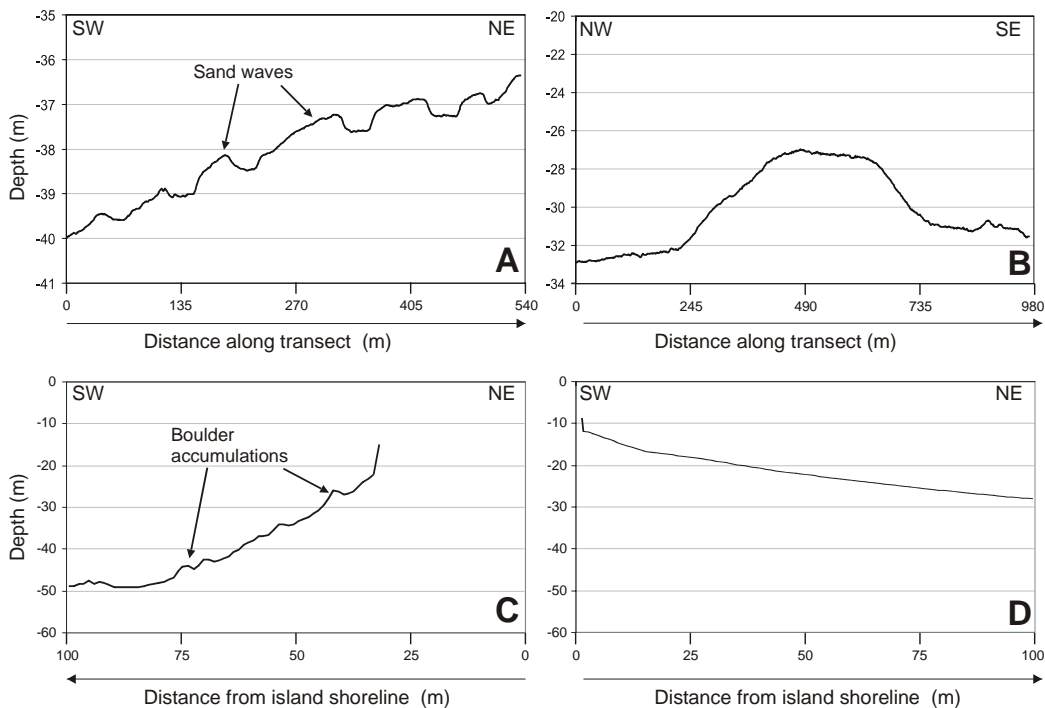 -35
SW
NE
-36
Sand waves
-37
-38
Depth (m)
-39
-40
A
-41
0
135
270
405
540
Distance along transect (m)
-20
NW
SE
-22
-24
-26
-28
-30
-32
B
-34
0
245
490
735
980
Distance along transect (m)
0
SW
NE
-10
Boulder
accumulations
-20
-30
Depth (m)
-40
-50
C
-60
100
75
50
25
0
Distance from island shoreline (m)
0
SW
NE
-10
-20
-30
-40
-50
D
-60
0
25
50
75
100
Distance from island shoreline (m)